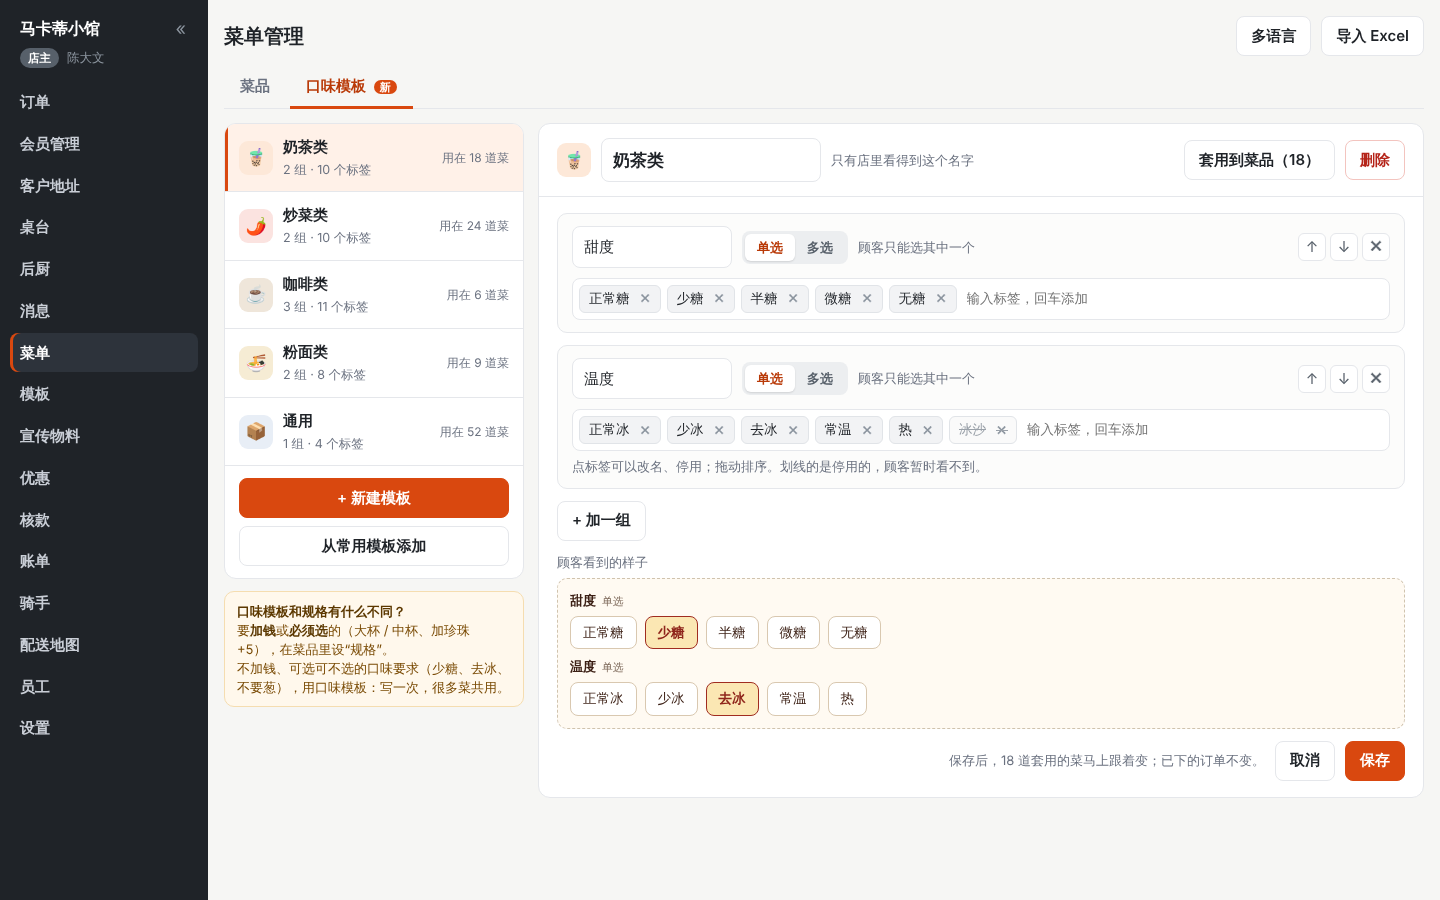 马卡蒂小馆 «
店主 陈大文
订单
会员管理
客户地址
桌台
后厨
消息
菜单
模板
宣传物料
优惠
核款
账单
骑手
配送地图
员工
设置
菜单管理
多语言 导入 Excel
菜品 口味模板 新
奶茶类
2 组 · 10 个标签
用在 18 道菜
炒菜类
2 组 · 10 个标签
用在 24 道菜
咖啡类
3 组 · 11 个标签
用在 6 道菜
粉面类
2 组 · 8 个标签
用在 9 道菜
通用
1 组 · 4 个标签
用在 52 道菜
+ 新建模板
从常用模板添加
口味模板和规格有什么不同？
要加钱或必须选的（大杯 / 中杯、加珍珠
+5），在菜品里设“规格”。
不加钱、可选可不选的口味要求（少糖、去冰、
不要葱），用口味模板：写一次，很多菜共用。
奶茶类 只有店里看得到这个名字 套用到菜品（18） 删除
甜度 单选 多选 顾客只能选其中一个 ↑ ↓ ✕
正常糖 ✕ 少糖 ✕ 半糖 ✕ 微糖 ✕ 无糖 ✕ 输入标签，回车添加
温度 单选 多选 顾客只能选其中一个 ↑ ↓ ✕
正常冰 ✕ 少冰 ✕ 去冰 ✕ 常温 ✕ 热 ✕ 冰沙 ✕ 输入标签，回车添加
点标签可以改名、停用；拖动排序。划线的是停用的，顾客暂时看不到。
+ 加一组
顾客看到的样子
甜度 单选
正常糖 少糖 半糖 微糖 无糖
温度 单选
正常冰 少冰 去冰 常温 热
保存后，18 道套用的菜马上跟着变；已下的订单不变。 取消 保存